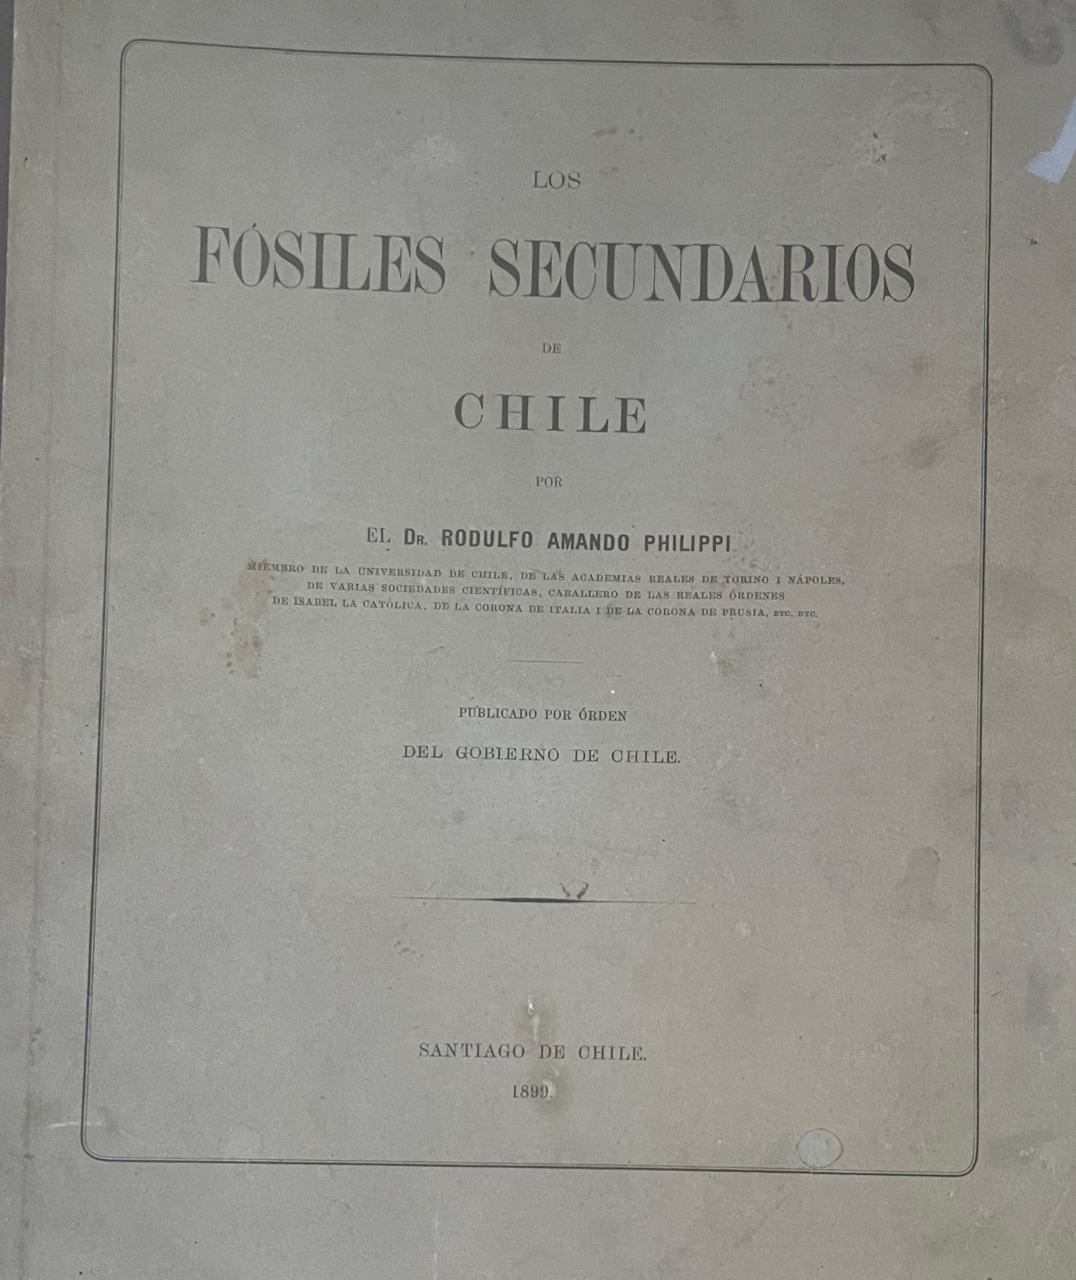 LOS
FÓSILES SECUNDARIOS
DE
CHILE
POR
EL DR. RODULFO AMANDO PHILIPPI
MIEMBRO DE LA UNIVERSIDAD DE CHILE, DE LAS ACADEMIAS REALES DE TORINO I NÁPOLES,
DE VARIAS SOCIEDADES CIENTÍFICAS, CABALLERO DE LAS REALES ÓRDENES
DE ISABEL LA CATÓLICA, DE LA CORONA DE ITALIA I DE LA CORONA DE PRUSIA, ETC. ETC.
PUBLICADO POR ÓRDEN
DEL GOBIERNO DE CHILE.
SANTIAGO DE CHILE.
1899.